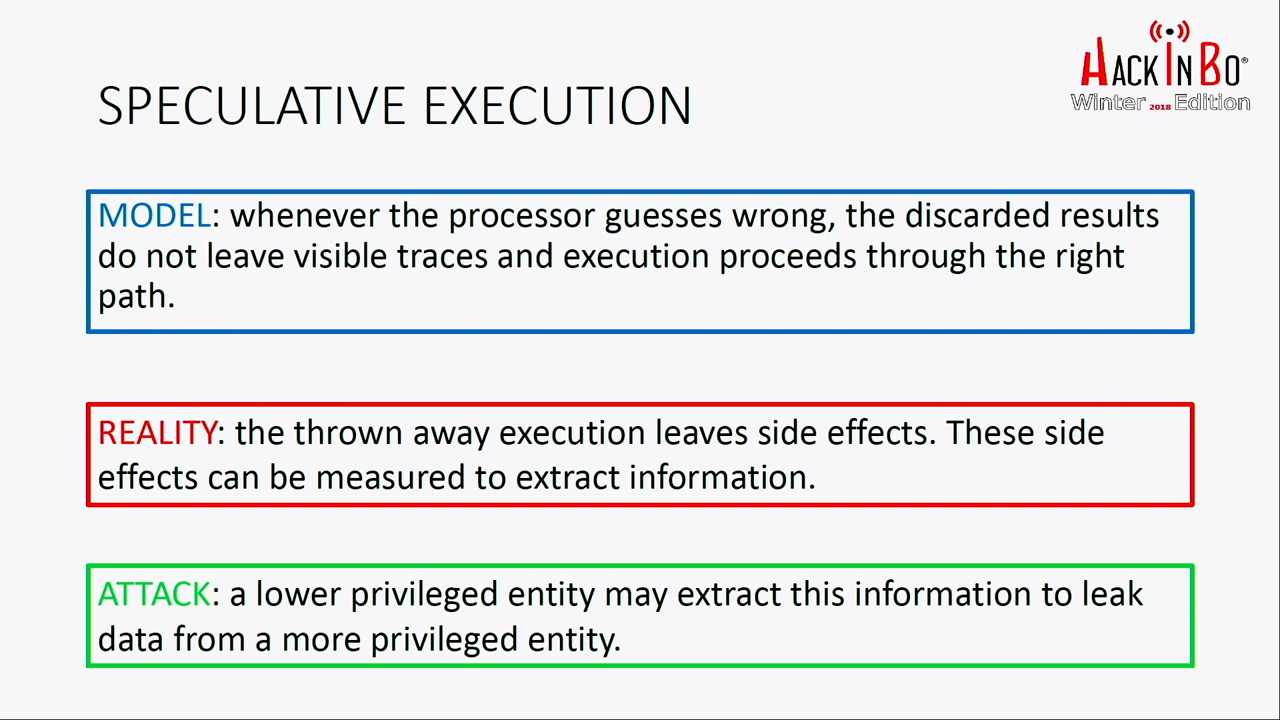 HackInBo®
Winter 2018 Edition
SPECULATIVE EXECUTION
MODEL: whenever the processor guesses wrong, the discarded results
do not leave visible traces and execution proceeds through the right
path.
REALITY: the thrown away execution leaves side effects. These side
effects can be measured to extract information.
ATTACK: a lower privileged entity may extract this information to leak
data from a more privileged entity.